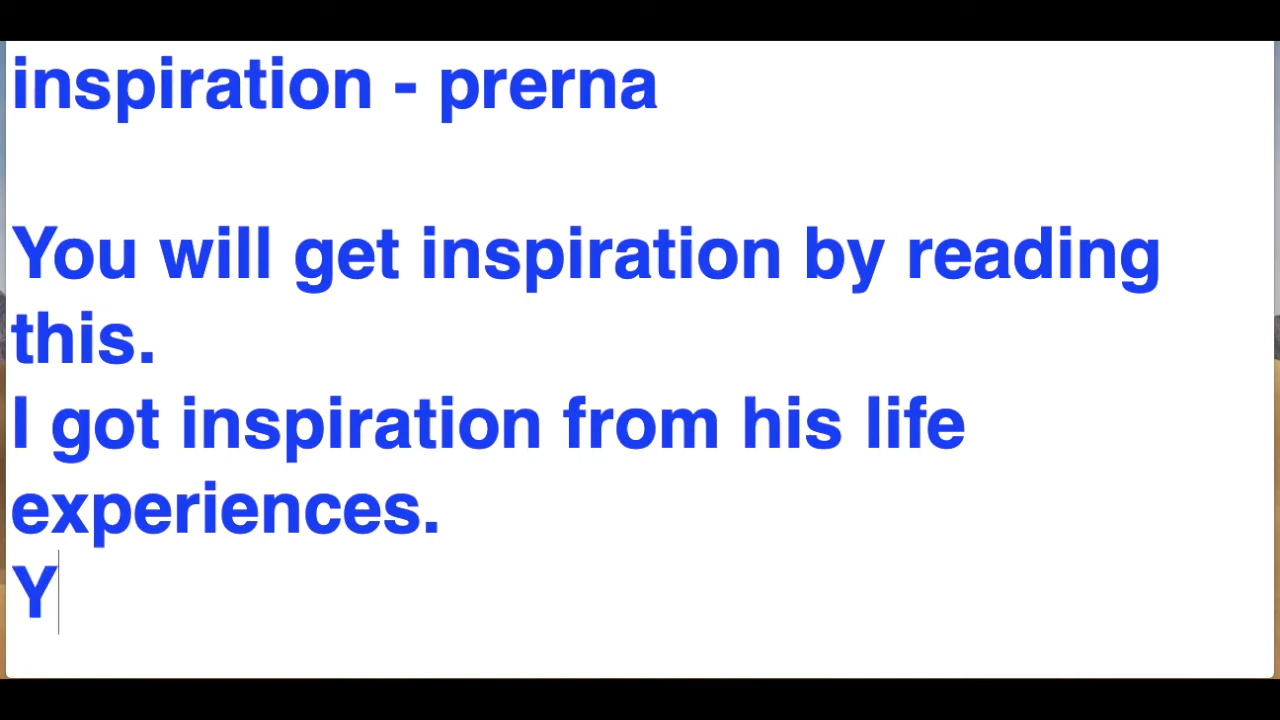 inspiration - prerna
You will get inspiration by reading
this.
I got inspiration from his life
experiences.
Y